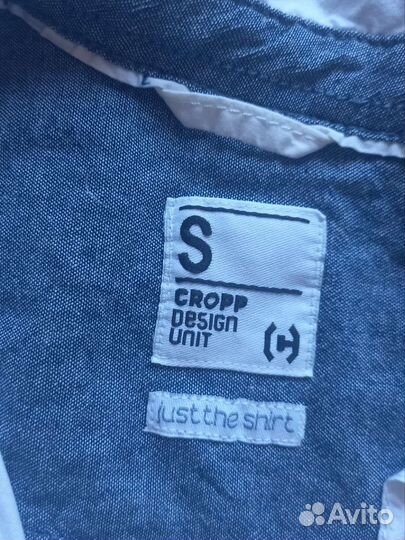 S
CROPP
DESIGN
UNIT
(C)
just the shirt
Avito